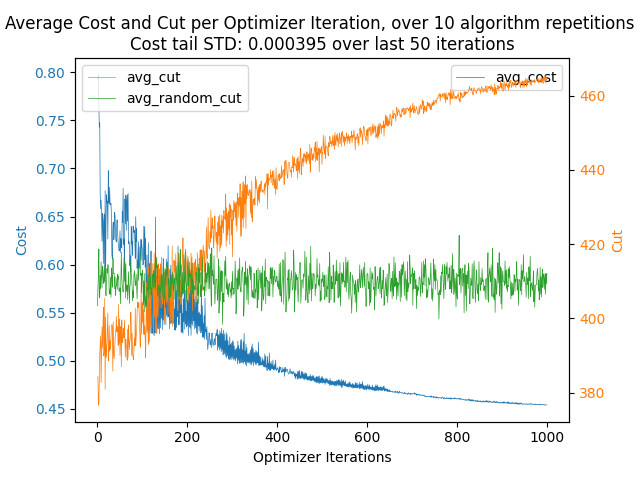 Average Cost and Cut per Optimizer Iteration, over 10 algorithm repetitions
Cost tail STD: 0.000395 over last 50 iterations
avg_cut
avg_random_cut
avg_cost
0.80
0.75
0.70
0.65
0.60
0.55
0.50
0.45
Cost
460
440
420
400
380
Cut
0
200
400
600
800
1000
Optimizer Iterations